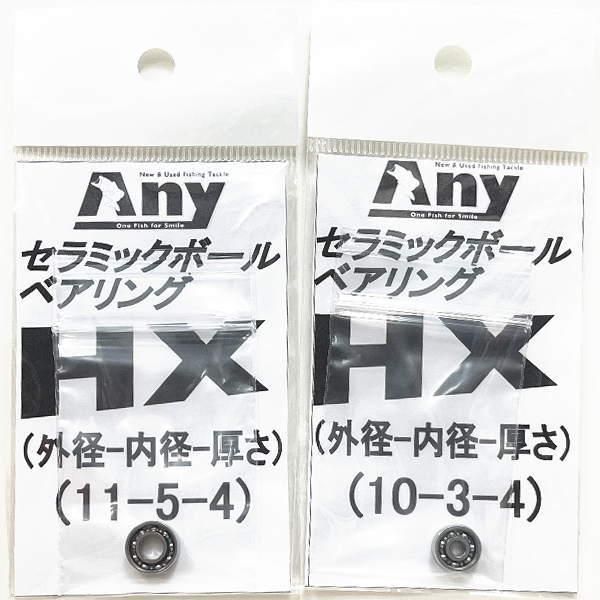 New & Used Fishing Tackle
Any
One Fish for Smile
セラミックボール
ベアリング
HX
(外径-内径-厚さ)
(11-5-4)
New & Used Fishing Tackle
Any
One Fish for Smile
セラミックボール
ベアリング
HX
(外径-内径-厚さ)
(10-3-4)